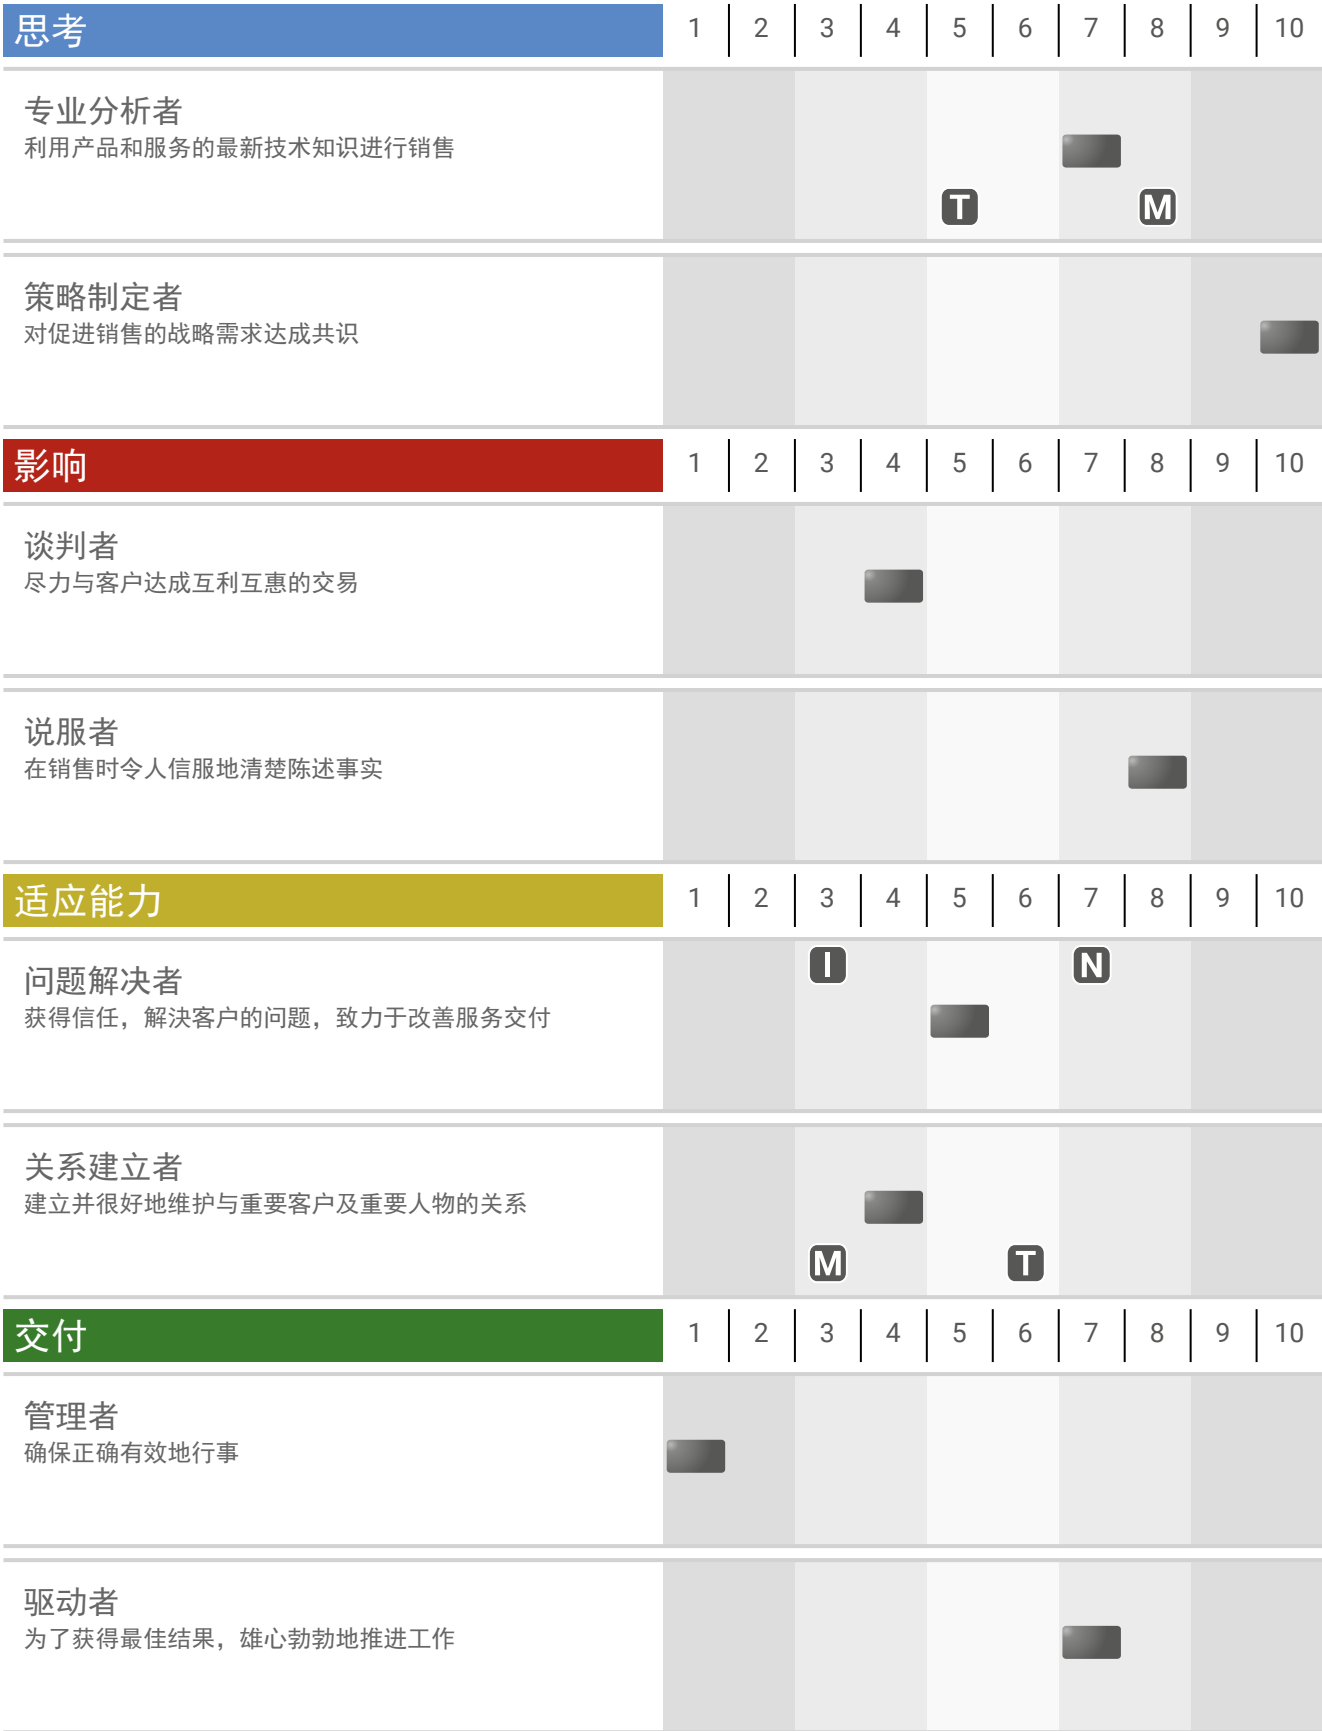 思考 1 2 3 4 5 6 7 8 9 10
专业分析者
利用产品和服务的最新技术知识进行销售
T M
策略制定者
对促进销售的战略需求达成共识
影响 1 2 3 4 5 6 7 8 9 10
谈判者
尽力与客户达成互利互惠的交易
说服者
在销售时令人信服地清楚陈述事实
适应能力 1 2 3 4 5 6 7 8 9 10
I N
问题解决者
获得信任，解決客户的问题，致力于改善服务交付
关系建立者
建立并很好地维护与重要客户及重要人物的关系
M T
交付 1 2 3 4 5 6 7 8 9 10
管理者
确保正确有效地行事
驱动者
为了获得最佳结果，雄心勃勃地推进工作